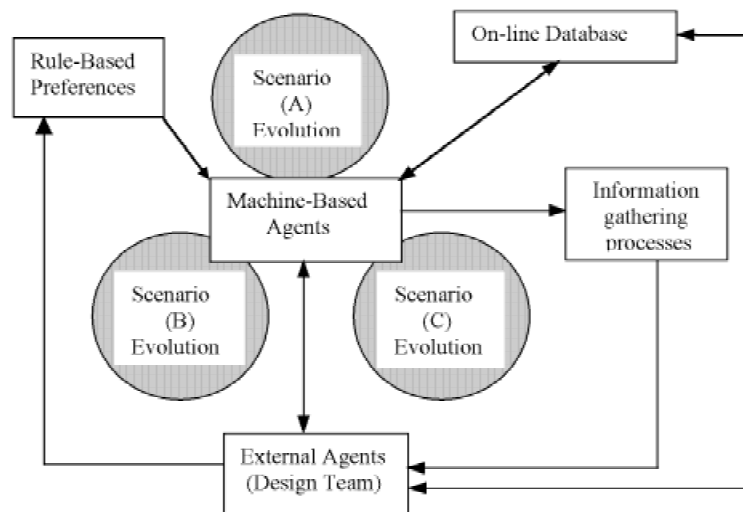 Rule-Based
Preferences
Scenario
(A)
Evolution
On-line Database
Machine-Based
Agents
Information
gathering
processes
Scenario
(B)
Evolution
Scenario
(C)
Evolution
External Agents
(Design Team)